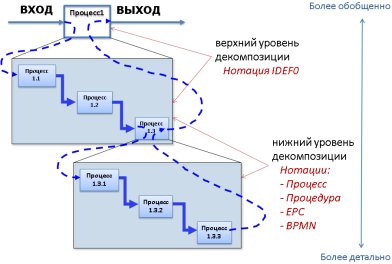 Более обобщенно
ВХОД
Процесс1
ВЫХОД
верхний уровень
декомпозиции
Нотация IDEF0
Процесс
1.1
Процесс
1.2
Процесс
нижний уровень
декомпозиции
Нотации:
- Процесс
- Процедура
- EPC
- BPMN
Процесс
1.3.1
Процесс
1.3.2
Процесс
1.3.3
Более детально